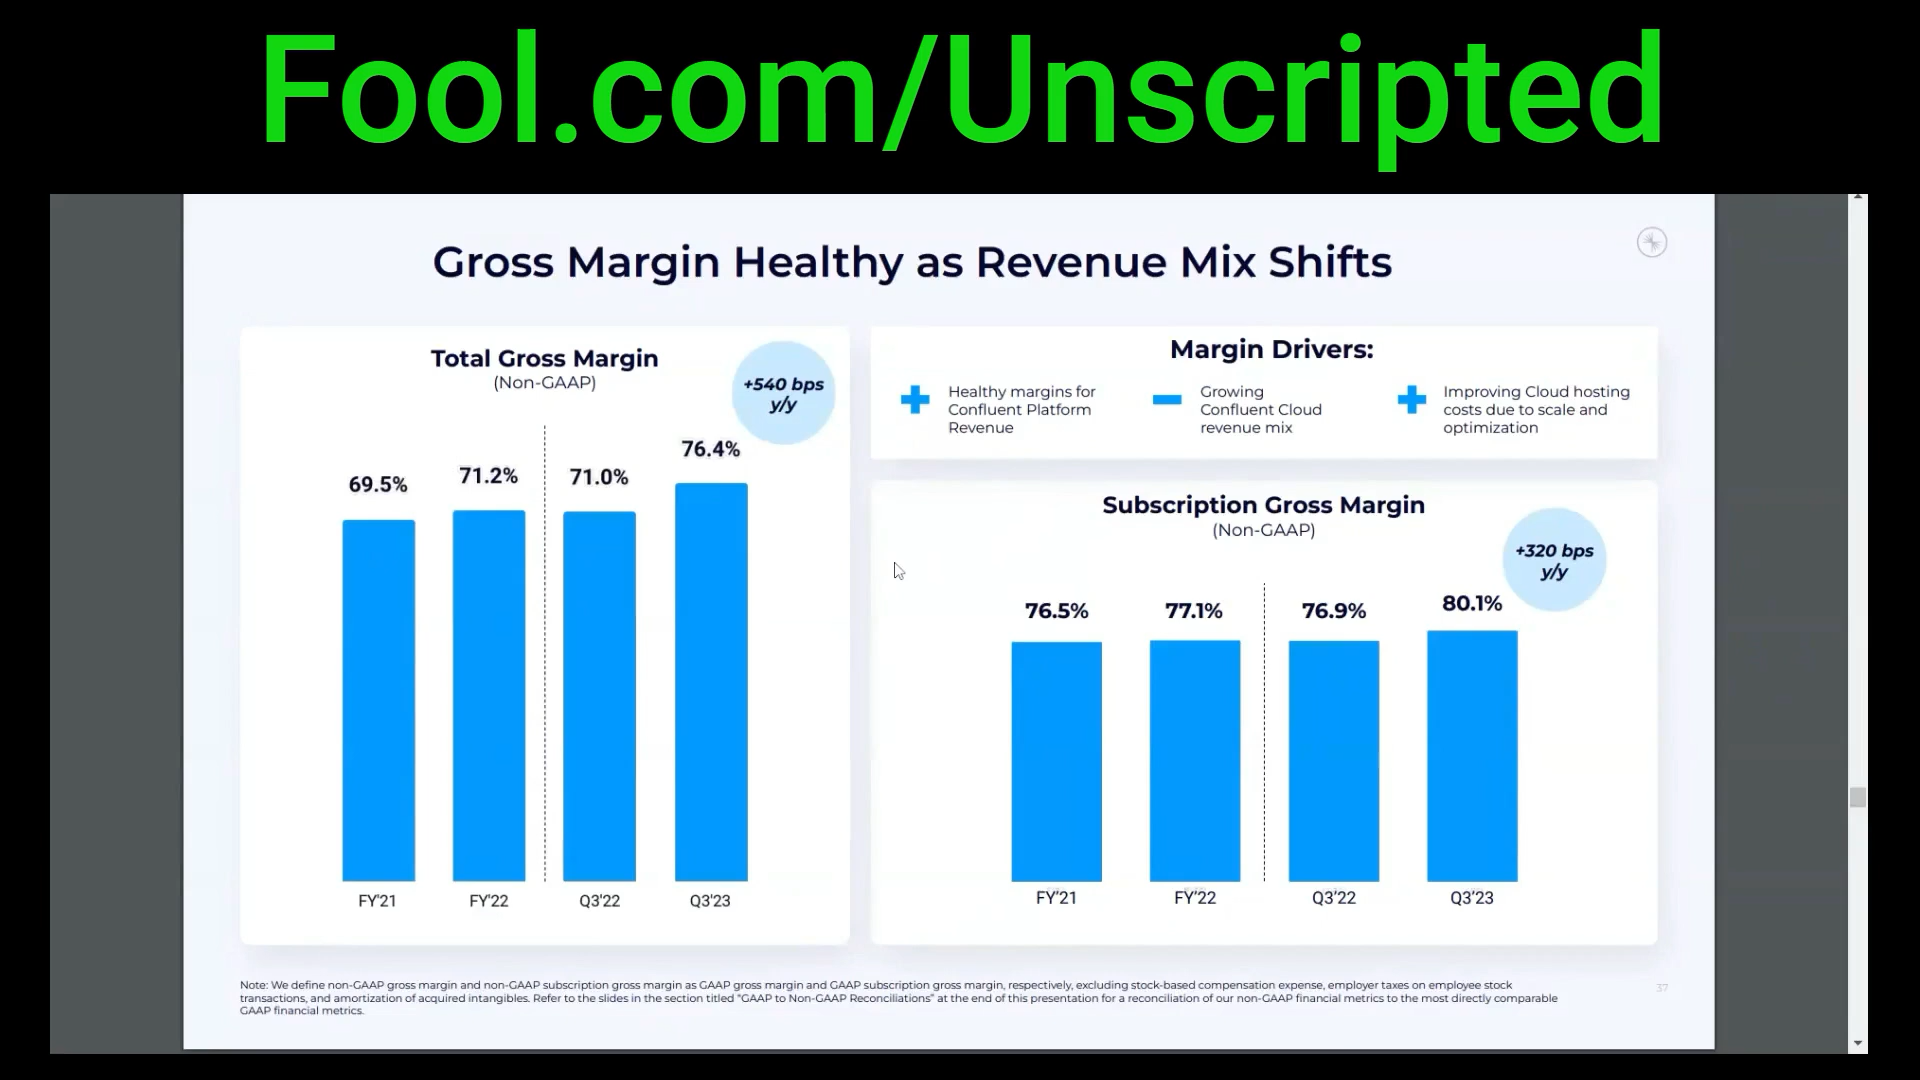 Fool.com/Unscripted
Gross Margin Healthy as Revenue Mix Shifts
Total Gross Margin
(Non-GAAP)
+540 bps
y/y
69.5%
71.2%
71.0%
76.4%
FY'21
FY'22
Q3'22
Q3'23
Margin Drivers:
Healthy margins for
Confluent Platform
Revenue
Growing
Confluent Cloud
revenue mix
Improving Cloud hosting
costs due to scale and
optimization
Subscription Gross Margin
(Non-GAAP)
+320 bps
y/y
76.5%
77.1%
76.9%
80.1%
FY'21
FY'22
Q3'22
Q3'23
Note: We define non-GAAP gross margin and non-GAAP subscription gross margin as GAAP gross margin and GAAP subscription gross margin, respectively, excluding stock-based compensation expense, employer taxes on employee stock
transactions, and amortization of acquired intangibles. Refer to the slides in the section titled "GAAP to Non-GAAP Reconciliations" at the end of this presentation for a reconciliation of our non-GAAP financial metrics to the most directly comparable
GAAP financial metrics.
37